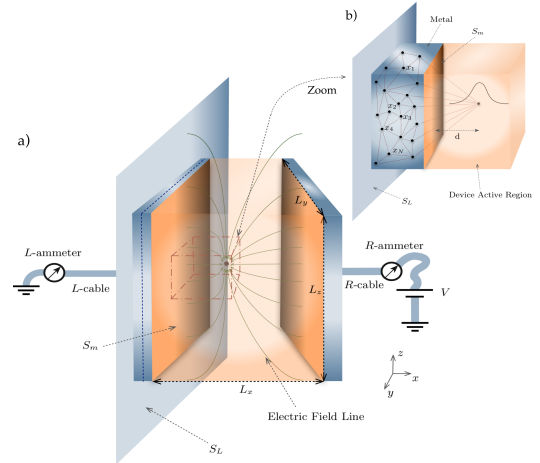 b)
Metal
S_m
x_1
x_2
x_3
x_4
x_N
d
Zoom
Device Active Region
S_L
a)
L_y
L-ammeter
R-ammeter
L-cable
R-cable
L_z
V
S_m
L_x
z
x
y
Electric Field Line
S_L